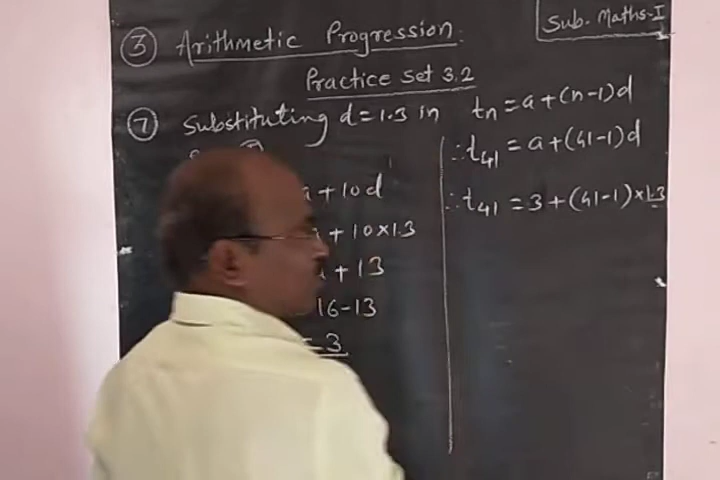 Sub. Maths-I
③ Arithmetic Progression.
Practice Set 3.2
⑦ Substituting d=1.3 in
+ 10d
+ 10×1.3
+ 13
16-13
= 3
tn = a+(n-1)d
∴ t41 = a+(41-1)d
∴ t41 = 3+(41-1)×1.3